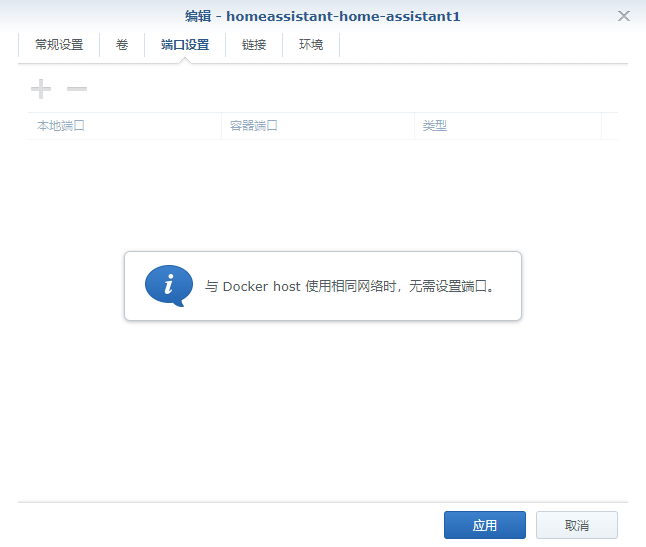 编辑 - homeassistant-home-assistant1
常规设置 卷 端口设置 链接 环境
本地端口 容器端口 类型
与 Docker host 使用相同网络时，无需设置端口。
应用 取消